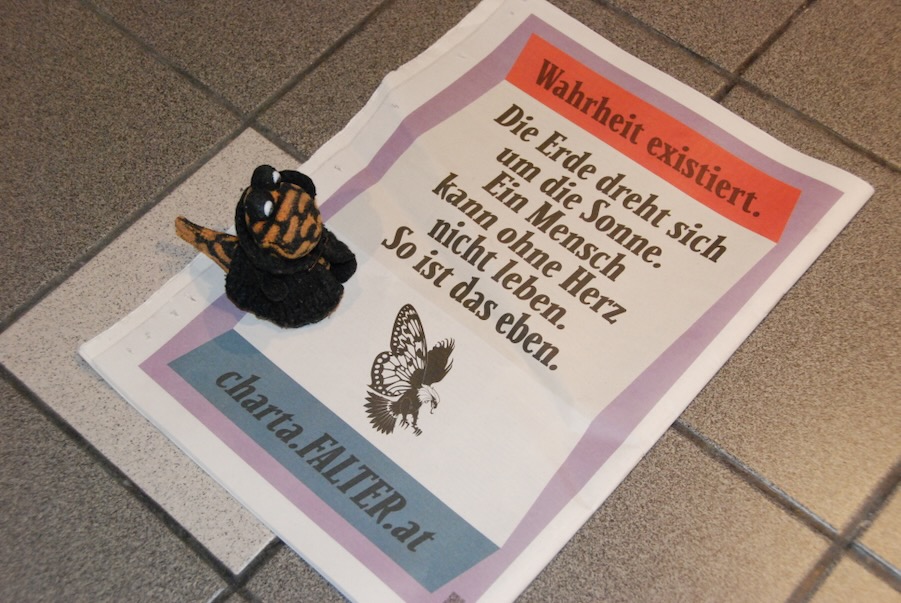 Wahrheit existiert.
Die Erde dreht sich
um die Sonne.
Ein Mensch
kann ohne Herz
nicht leben.
So ist das eben.
charta.FALTER.at